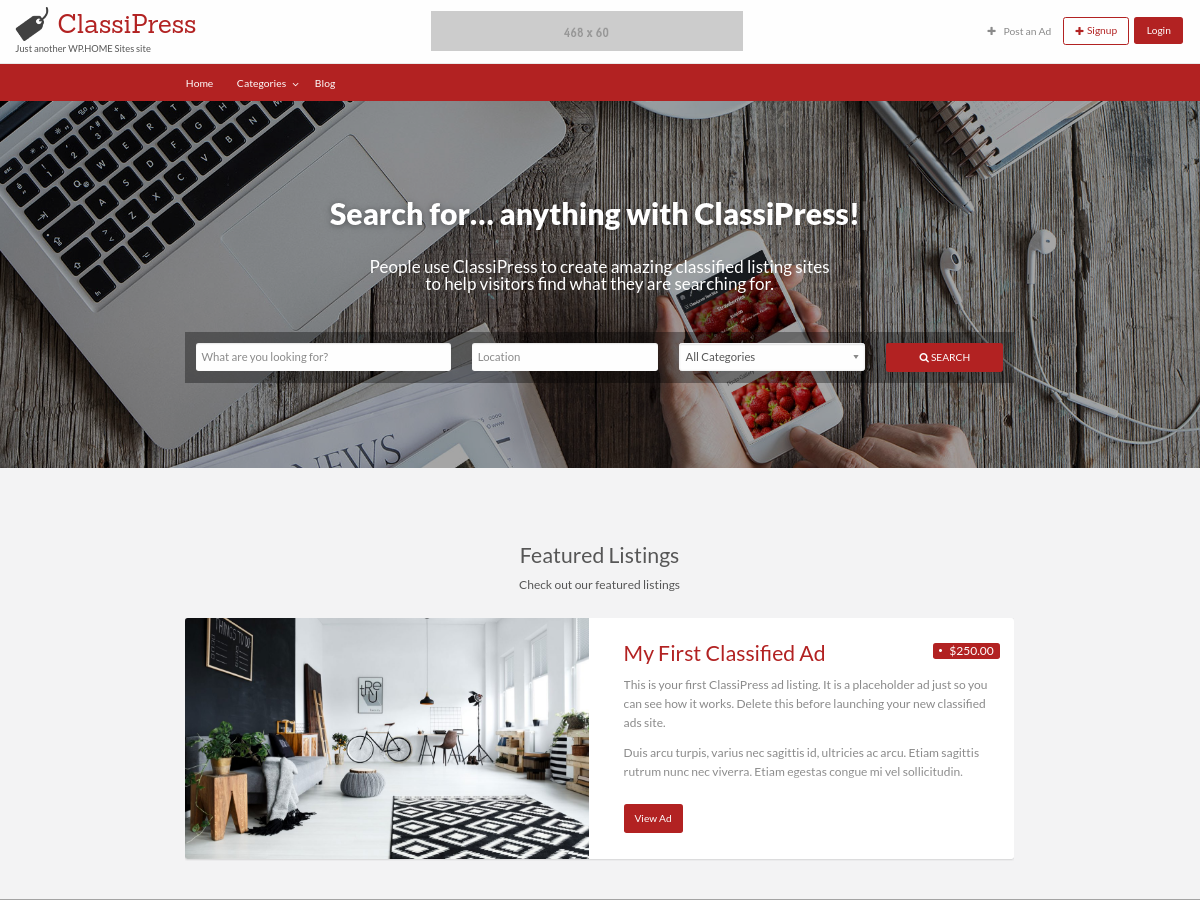 ClassiPress
Just another WP.HOME Sites site
468 x 60
Post an Ad
Signup
Login
Home
Categories
Blog
Search for… anything with ClassiPress!
People use ClassiPress to create amazing classified listing sites
to help visitors find what they are searching for.
What are you looking for?
Location
All Categories
SEARCH
NEWS
Featured Listings
Check out our featured listings
THINGS TO DO
My First Classified Ad
$250.00
This is your first ClassiPress ad listing. It is a placeholder ad just so you
can see how it works. Delete this before launching your new classified
ads site.
Duis arcu turpis, varius nec sagittis id, ultricies ac arcu. Etiam sagittis
rutrum nunc nec viverra. Etiam egestas congue mi vel sollicitudin.
View Ad